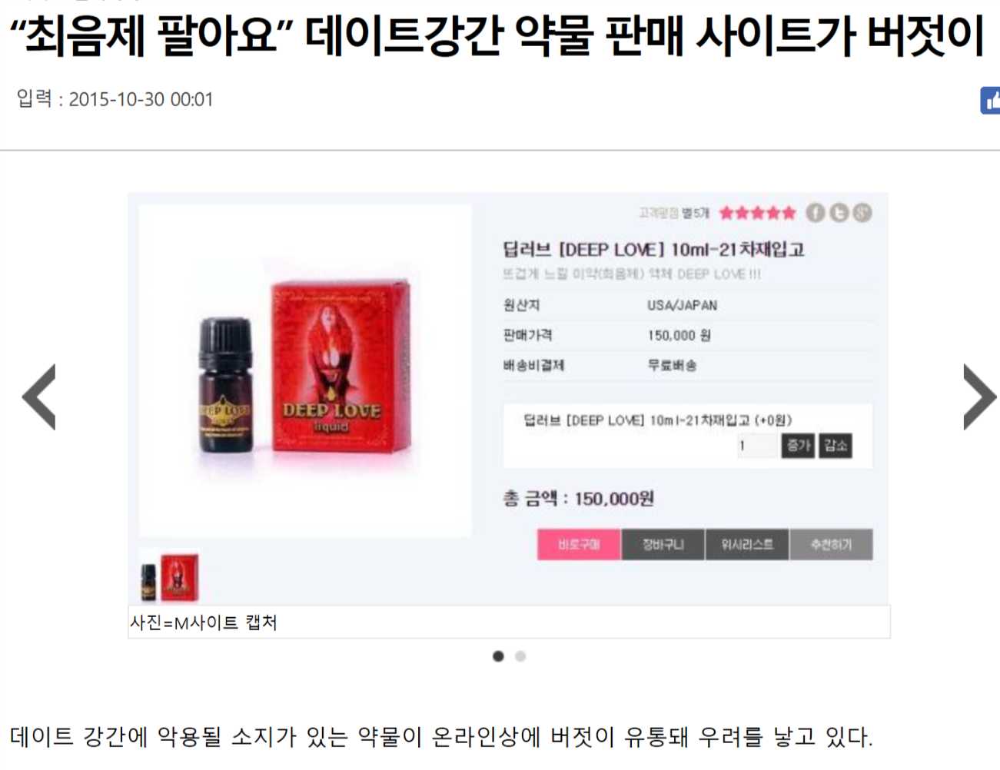 “최음제 팔아요” 데이트강간 약물 판매 사이트가 버젓이
입력 : 2015-10-30 00:01
고객평점 별5개
딥러브 [DEEP LOVE] 10ml-21차재입고
뜨겁게 느낄 미약(최음제) 액체 DEEP LOVE !!!
원산지 USA/JAPAN
판매가격 150,000 원
배송비결제 무료배송
DEEP LOVE
liquid
DEEP LOVE
딥러브 [DEEP LOVE] 10ml-21차재입고 (+0원)
1 증가 감소
총 금액 : 150,000원
바로구매 장바구니 위시리스트 추천하기
사진=M사이트 캡처
데이트 강간에 악용될 소지가 있는 약물이 온라인상에 버젓이 유통돼 우려를 낳고 있다.